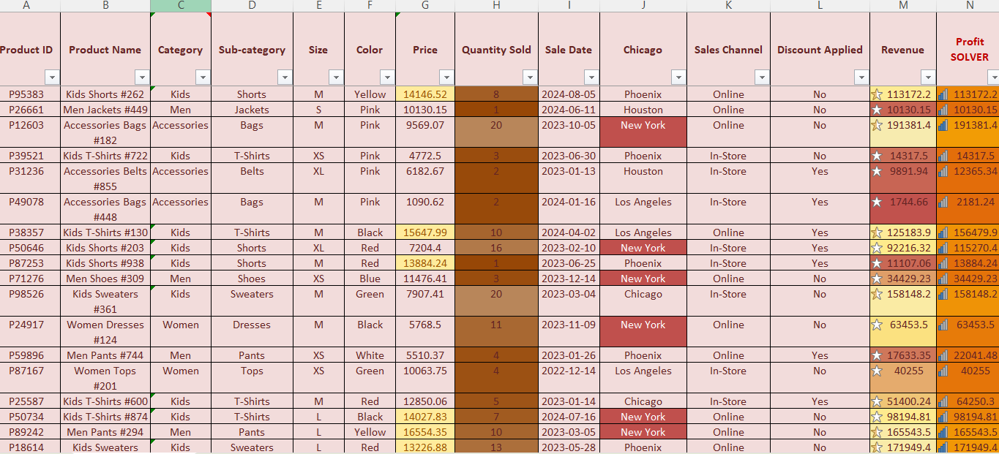 A B C D E F G H I J K L M N
Product ID Product Name Category Sub-category Size Color Price Quantity Sold Sale Date Chicago Sales Channel Discount Applied Revenue Profit SOLVER
P95383 Kids Shorts #262 Kids Shorts M Yellow 14146.52 8 2024-08-05 Phoenix Online No 113172.2 113172.2
P26661 Men Jackets #449 Men Jackets S Pink 10130.15 1 2024-06-11 Houston Online No 10130.15 10130.15
P12603 Accessories Bags #182 Accessories Bags M Pink 9569.07 20 2023-10-05 New York Online No 191381.4 191381.4
P39521 Kids T-Shirts #722 Kids T-Shirts XS Pink 4772.5 3 2023-06-30 Phoenix In-Store No 14317.5 14317.5
P31236 Accessories Belts #855 Accessories Belts XL Pink 6182.67 2 2023-01-13 Houston In-Store Yes 9891.94 12365.34
P49078 Accessories Bags #448 Accessories Bags M Pink 1090.62 2 2024-01-16 Los Angeles In-Store Yes 1744.66 2181.24
P38357 Kids T-Shirts #130 Kids T-Shirts M Black 15647.99 10 2024-04-02 Los Angeles Online Yes 125183.9 156479.9
P50646 Kids Shorts #203 Kids Shorts XL Red 7204.4 16 2023-02-10 New York In-Store Yes 92216.32 115270.4
P87253 Kids Shorts #938 Kids Shorts M Red 13884.24 1 2023-06-25 Phoenix In-Store Yes 11107.06 13884.24
P71276 Men Shoes #309 Men Shoes XS Blue 11476.41 3 2023-12-14 New York Online No 34429.23 34429.23
P98526 Kids Sweaters #361 Kids Sweaters M Green 7907.41 20 2023-03-04 Chicago In-Store No 158148.2 158148.2
P24917 Women Dresses #124 Women Dresses M Black 5768.5 11 2023-11-09 New York Online No 63453.5 63453.5
P59896 Men Pants #744 Men Pants XS White 5510.37 4 2023-01-26 Phoenix Online Yes 17633.35 22041.48
P87167 Women Tops #201 Women Tops XS Green 10063.75 4 2022-12-14 Los Angeles In-Store No 40255 40255
P25587 Kids T-Shirts #600 Kids T-Shirts M Red 12850.06 5 2023-01-14 Chicago In-Store Yes 51400.24 64250.3
P50734 Kids T-Shirts #874 Kids T-Shirts L Black 14027.83 7 2024-07-16 New York Online No 98194.81 98194.81
P89242 Men Pants #294 Men Pants L Yellow 16554.35 10 2023-03-05 New York Online No 165543.5 165543.5
P18614 Kids Sweaters Kids Sweaters L Red 13226.88 13 2023-05-28 Phoenix Online No 171949.4 171949.4